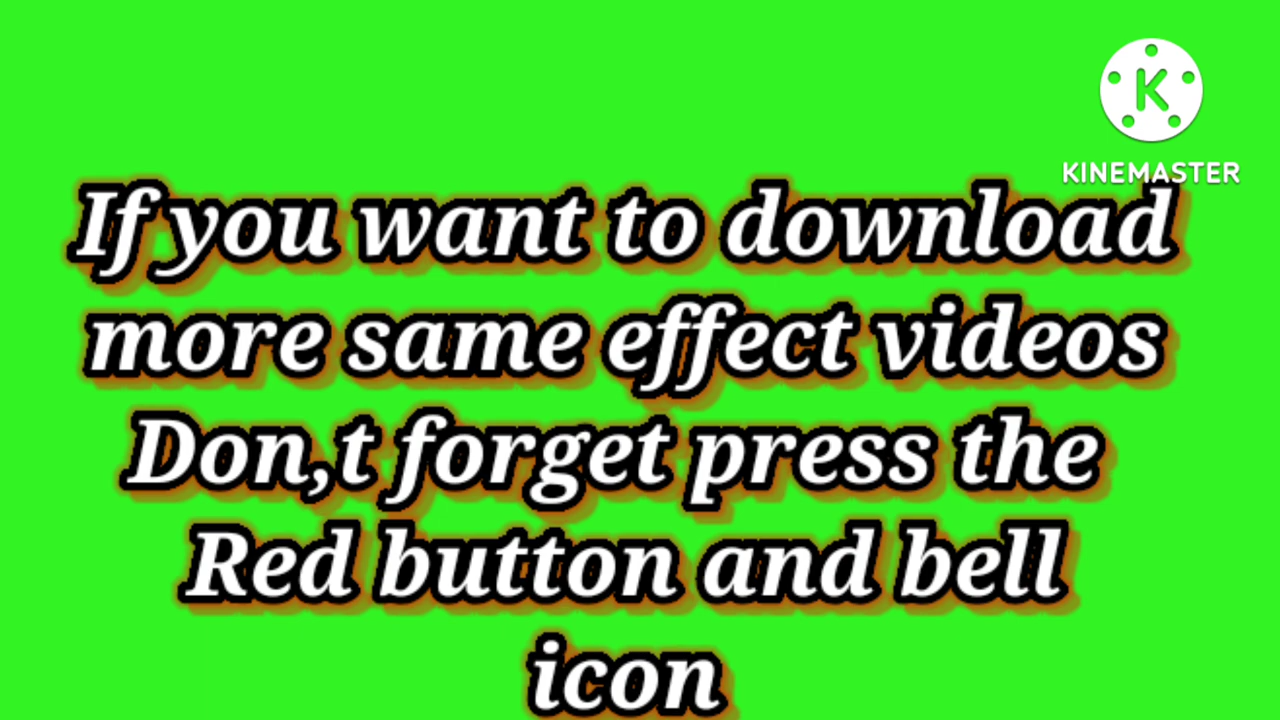 K
KINEMASTER
If you want to download
more same effect videos
Don,t forget press the
Red button and bell
icon